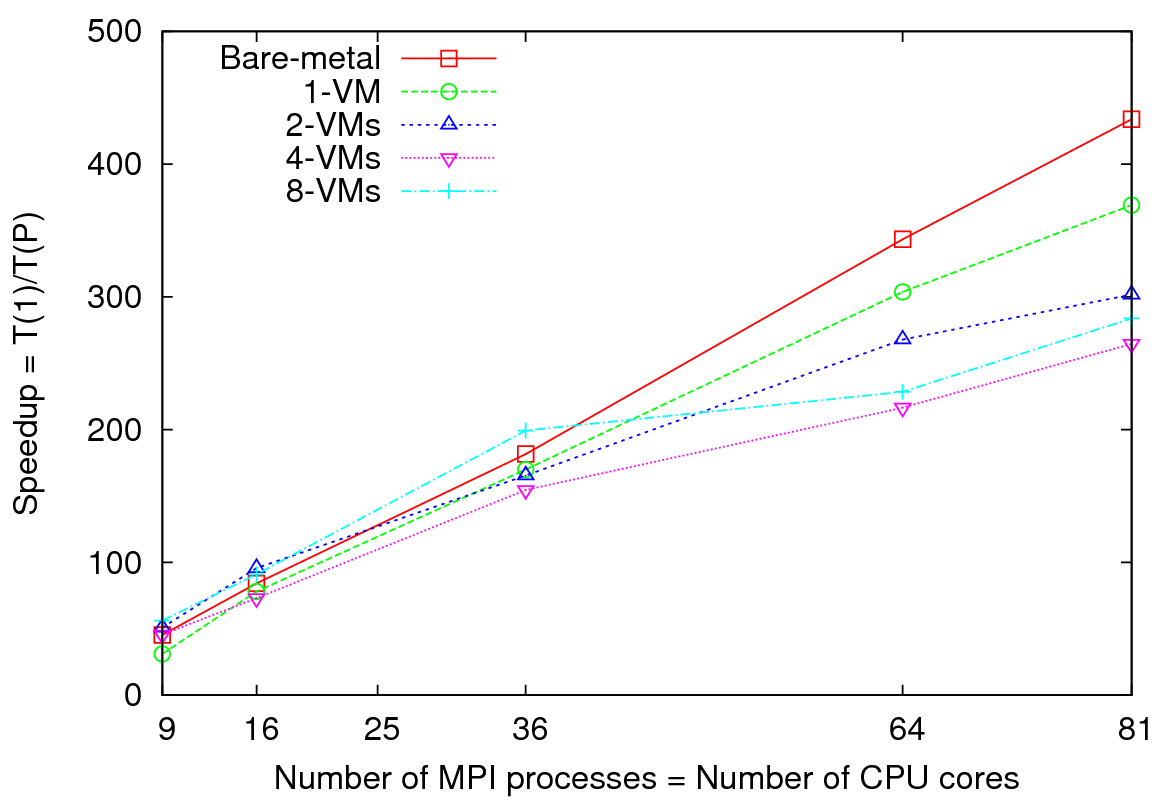 500
400
300
200
100
0
Speedup = T(1)/T(P)
Bare-metal
1-VM
2-VMs
4-VMs
8-VMs
9 16 25 36 64 81
Number of MPI processes = Number of CPU cores